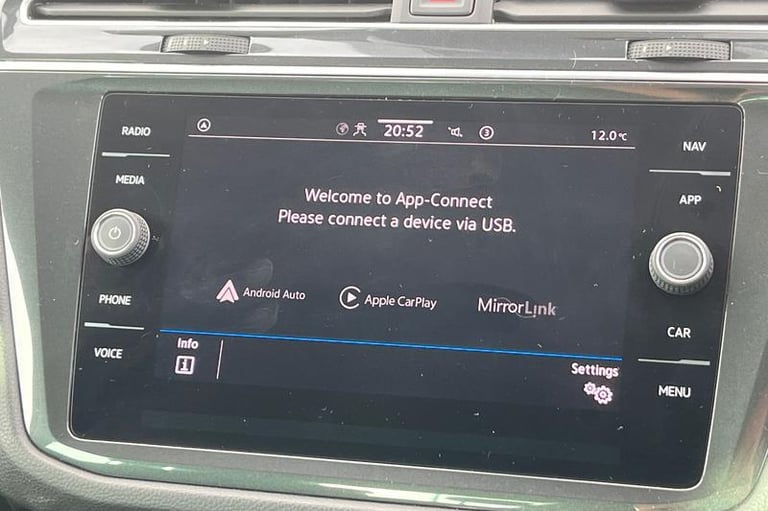 RADIO
MEDIA
PHONE
VOICE
20:52
3
12.0°C
Welcome to App-Connect
Please connect a device via USB.
Android Auto
Apple CarPlay
MirrorLink
Info
i
Settings
NAV
APP
CAR
MENU